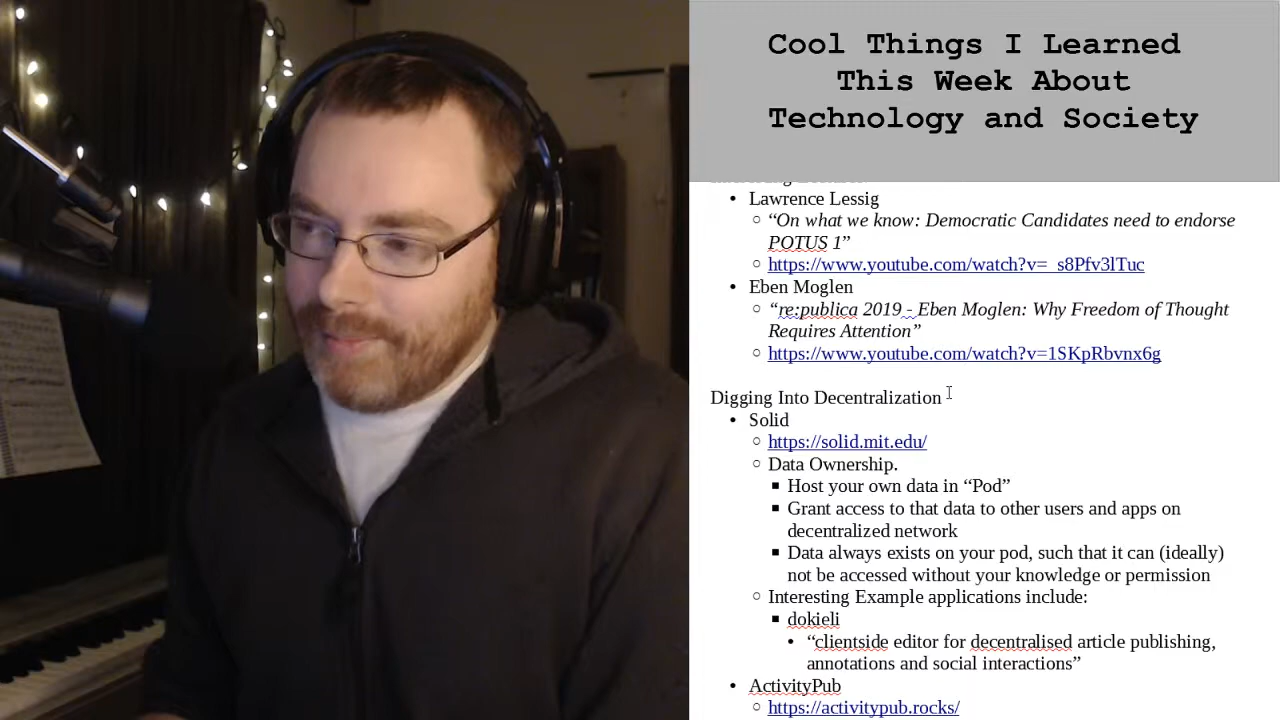 Cool Things I Learned
This Week About
Technology and Society
• Lawrence Lessig
○ “On what we know: Democratic Candidates need to endorse
POTUS 1”
○ https://www.youtube.com/watch?v=_s8Pfv3lTuc
• Eben Moglen
○ “re:publica 2019 - Eben Moglen: Why Freedom of Thought
Requires Attention”
○ https://www.youtube.com/watch?v=1SKpRbvnx6g
Digging Into Decentralization
• Solid
○ https://solid.mit.edu/
○ Data Ownership.
▪ Host your own data in “Pod”
▪ Grant access to that data to other users and apps on
decentralized network
▪ Data always exists on your pod, such that it can (ideally)
not be accessed without your knowledge or permission
○ Interesting Example applications include:
▪ dokieli
• “clientside editor for decentralised article publishing,
annotations and social interactions”
• ActivityPub
○ https://activitypub.rocks/